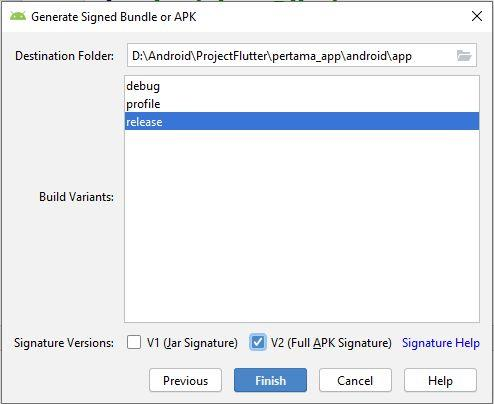 Generate Signed Bundle or APK
Destination Folder: D:\Android\ProjectFlutter\pertama_app\android\app
debug
profile
release
Build Variants:
Signature Versions: V1 (Jar Signature) V2 (Full APK Signature) Signature Help
Previous Finish Cancel Help